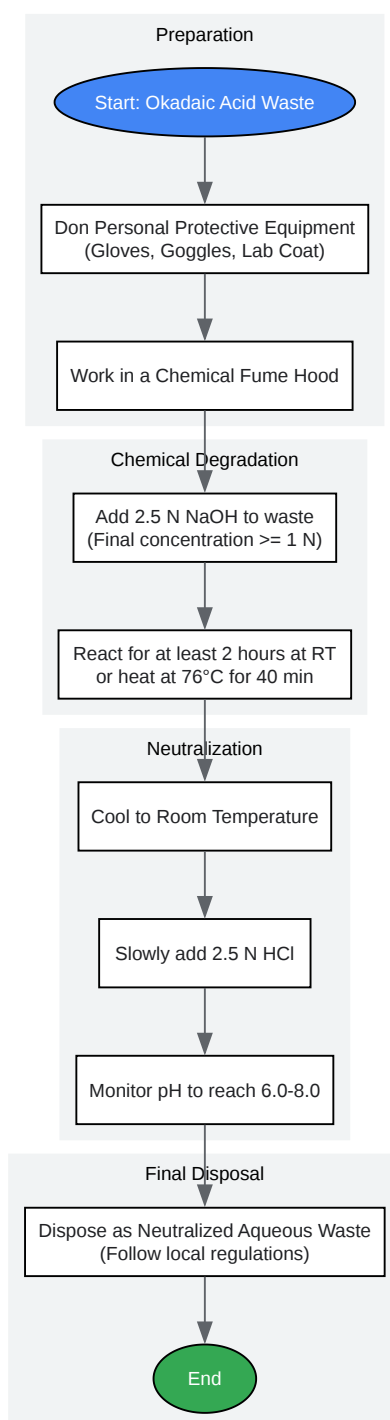 Preparation
Start: Okadaic Acid Waste
Don Personal Protective Equipment
(Gloves, Goggles, Lab Coat)
Work in a Chemical Fume Hood
Chemical Degradation
Add 2.5 N NaOH to waste
(Final concentration >= 1 N)
React for at least 2 hours at RT
or heat at 76°C for 40 min
Neutralization
Cool to Room Temperature
Slowly add 2.5 N HCl
Monitor pH to reach 6.0-8.0
Final Disposal
Dispose as Neutralized Aqueous Waste
(Follow local regulations)
End